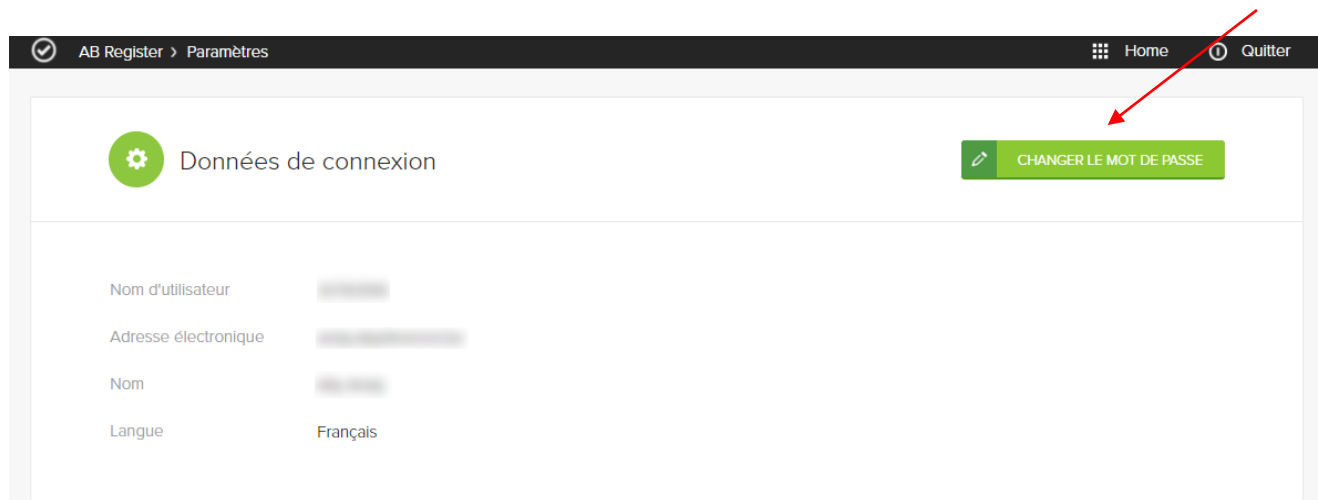 AB Register > Paramètres Home Quitter
Données de connexion CHANGER LE MOT DE PASSE
Nom d'utilisateur
Adresse électronique
Nom
Langue Français